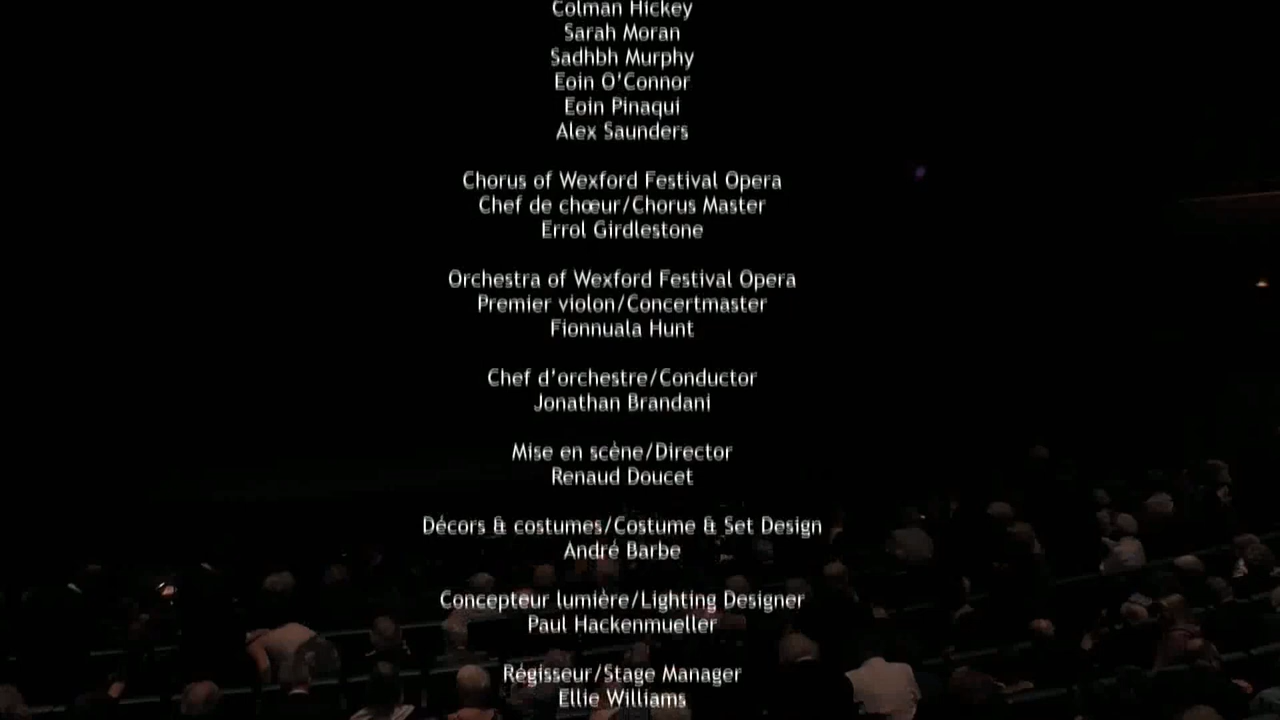 Colman Hickey
Sarah Moran
Sadhbh Murphy
Eoin O'Connor
Eoin Pinaqui
Alex Saunders
Chorus of Wexford Festival Opera
Chef de chœur/Chorus Master
Errol Girdlestone
Orchestra of Wexford Festival Opera
Premier violon/Concertmaster
Fionnuala Hunt
Chef d'orchestre/Conductor
Jonathan Brandani
Mise en scène/Director
Renaud Doucet
Décors & costumes/Costume & Set Design
André Barbe
Concepteur lumière/Lighting Designer
Paul Hackenmueller
Régisseur/Stage Manager
Ellie Williams